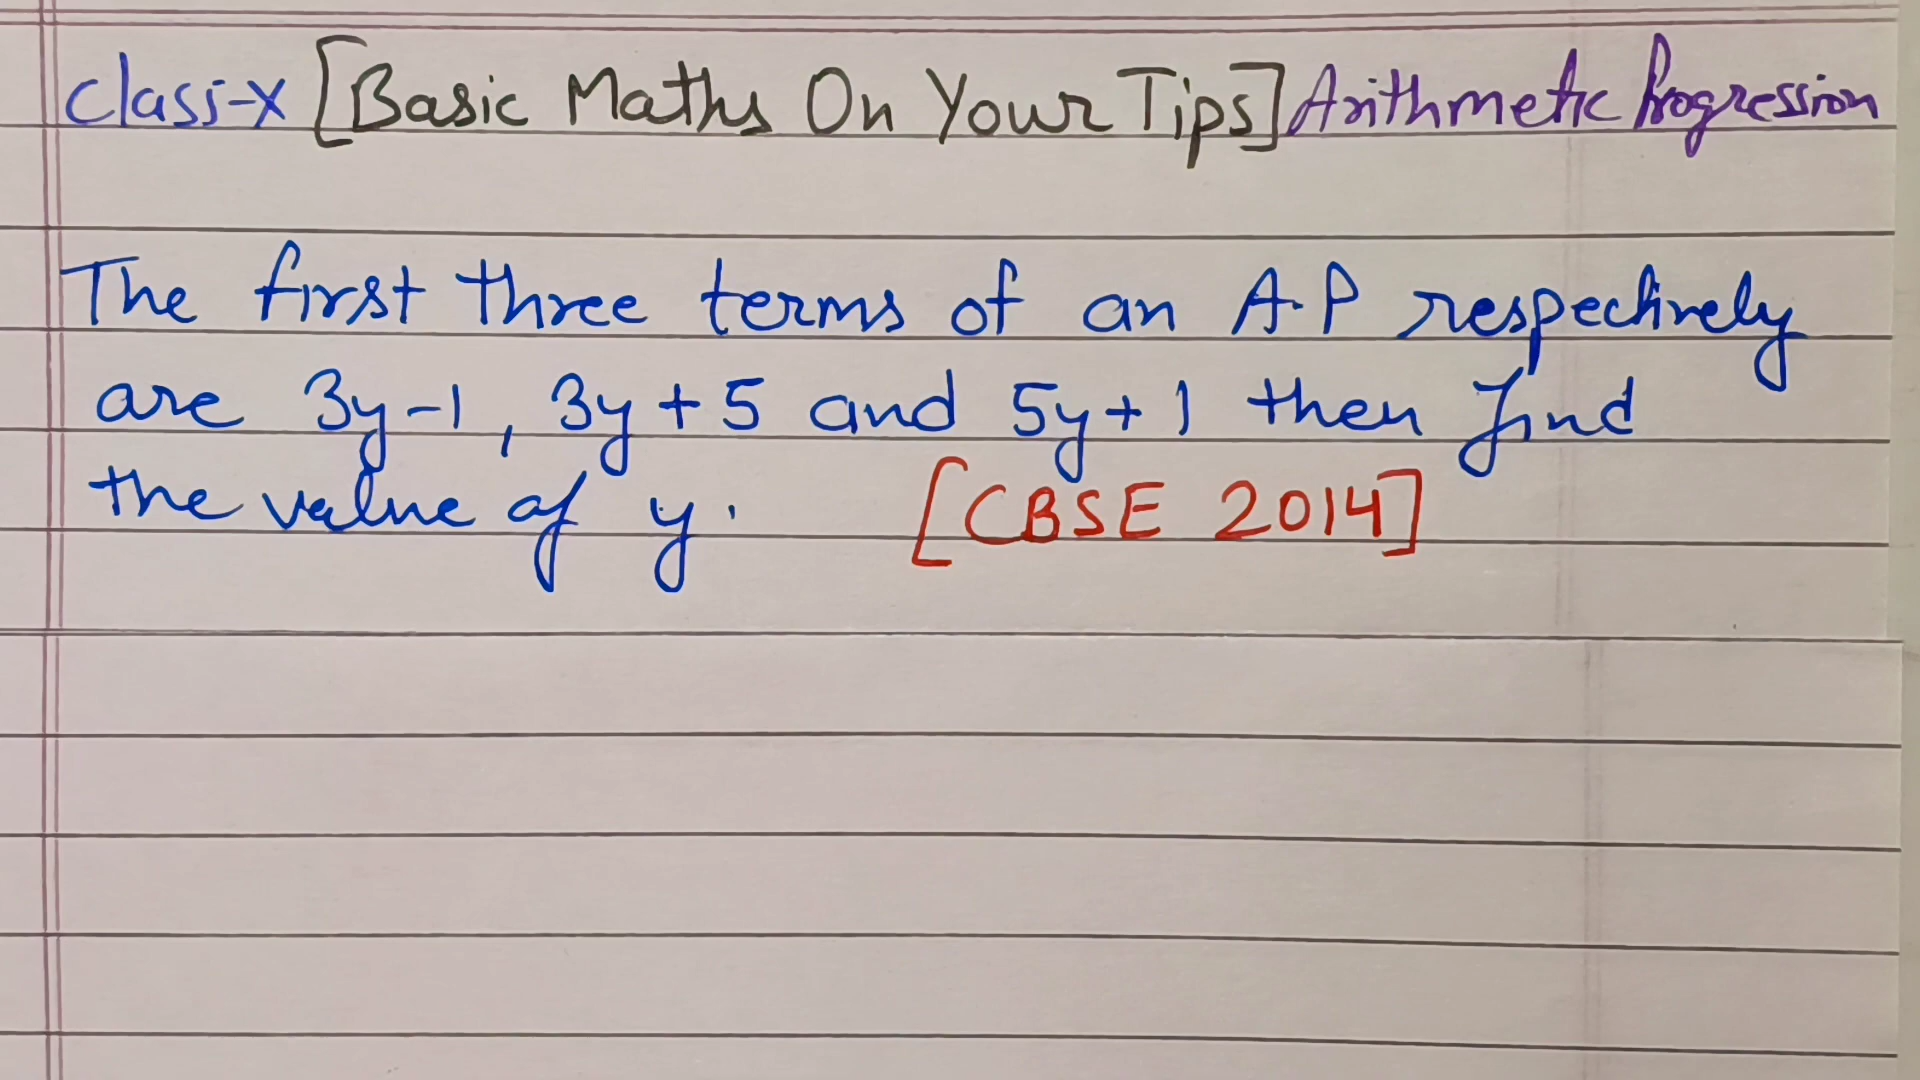 Class-X [Basic Maths On Your Tips] Arithmetic Progression
The first three terms of an A.P respectively
are 3y-1, 3y+5 and 5y+1 then find
the value of y. [CBSE 2014]